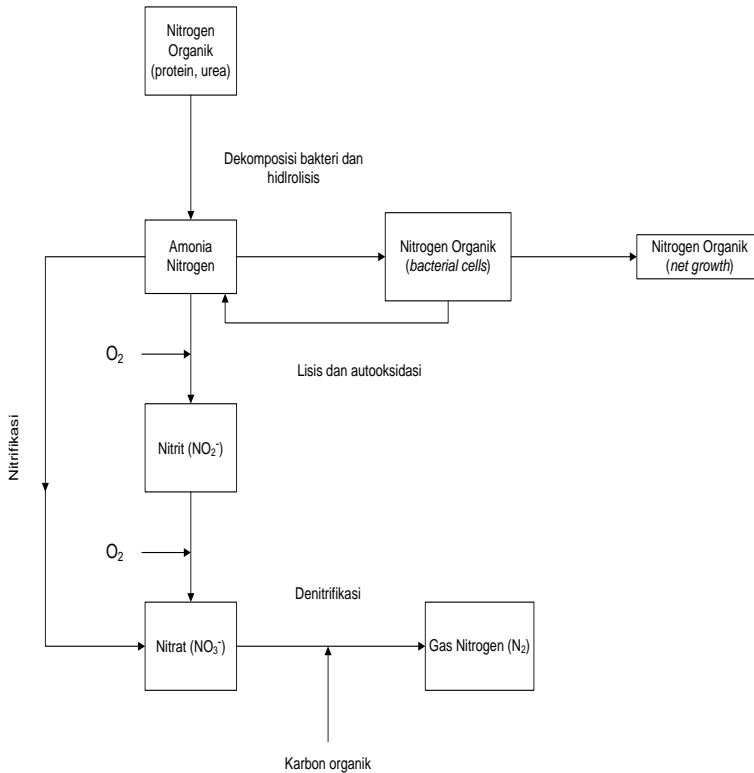 Nitrogen
Organik
(protein, urea)
Dekomposisi bakteri dan
hidlrolisis
Amonia
Nitrogen
Nitrogen Organik
(bacterial cells)
Nitrogen Organik
(net growth)
O₂
Lisis dan autooksidasi
Nitrifikasi
Nitrit (NO₂⁻)
O₂
Denitrifikasi
Nitrat (NO₃⁻)
Gas Nitrogen (N₂)
Karbon organik